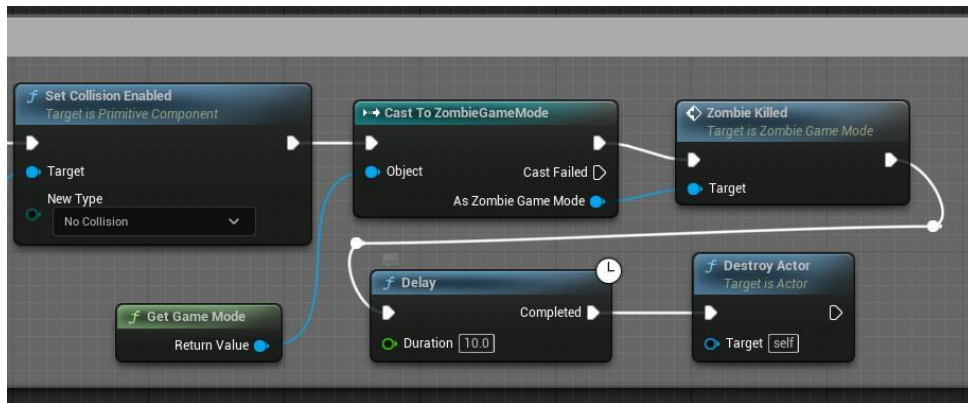 Set Collision Enabled
Target is Primitive Component
Target
New Type
No Collision
Cast To ZombieGameMode
Object
Cast Failed
As Zombie Game Mode
Zombie Killed
Target is Zombie Game Mode
Target
Get Game Mode
Return Value
Delay
Completed
Duration 10.0
Destroy Actor
Target is Actor
Target self